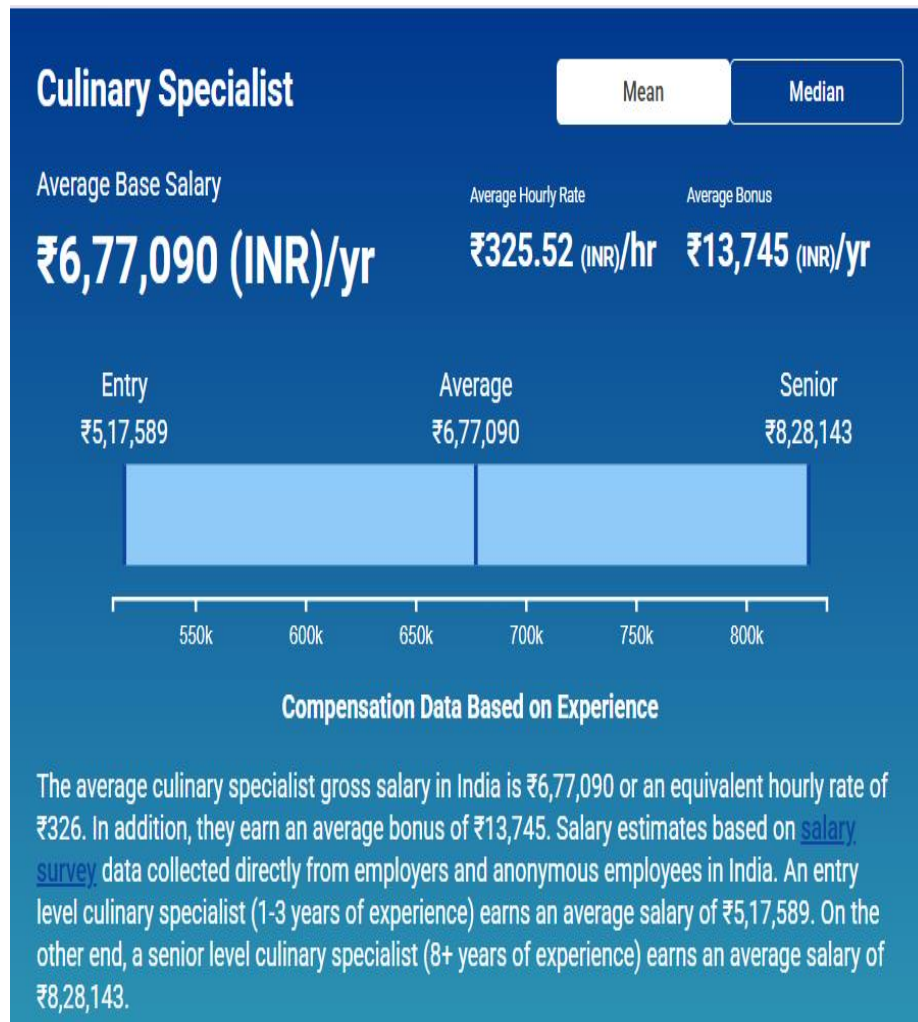 Culinary Specialist
Mean
Median
Average Base Salary
Average Hourly Rate
Average Bonus
₹6,77,090 (INR)/yr
₹325.52 (INR)/hr
₹13,745 (INR)/yr
Entry
Average
Senior
₹5,17,589
₹6,77,090
₹8,28,143
550k
600k
650k
700k
750k
800k
Compensation Data Based on Experience
The average culinary specialist gross salary in India is ₹6,77,090 or an equivalent hourly rate of
₹326. In addition, they earn an average bonus of ₹13,745. Salary estimates based on salary
survey data collected directly from employers and anonymous employees in India. An entry
level culinary specialist (1-3 years of experience) earns an average salary of ₹5,17,589. On the
other end, a senior level culinary specialist (8+ years of experience) earns an average salary of
₹8,28,143.